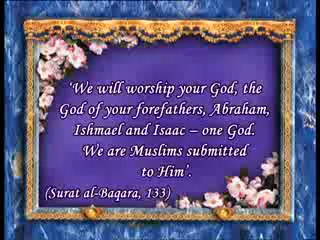 ‘We will worship your God, the
God of your forefathers, Abraham,
Ishmael and Isaac – one God.
We are Muslims submitted
to Him’.
(Surat al-Baqara, 133)